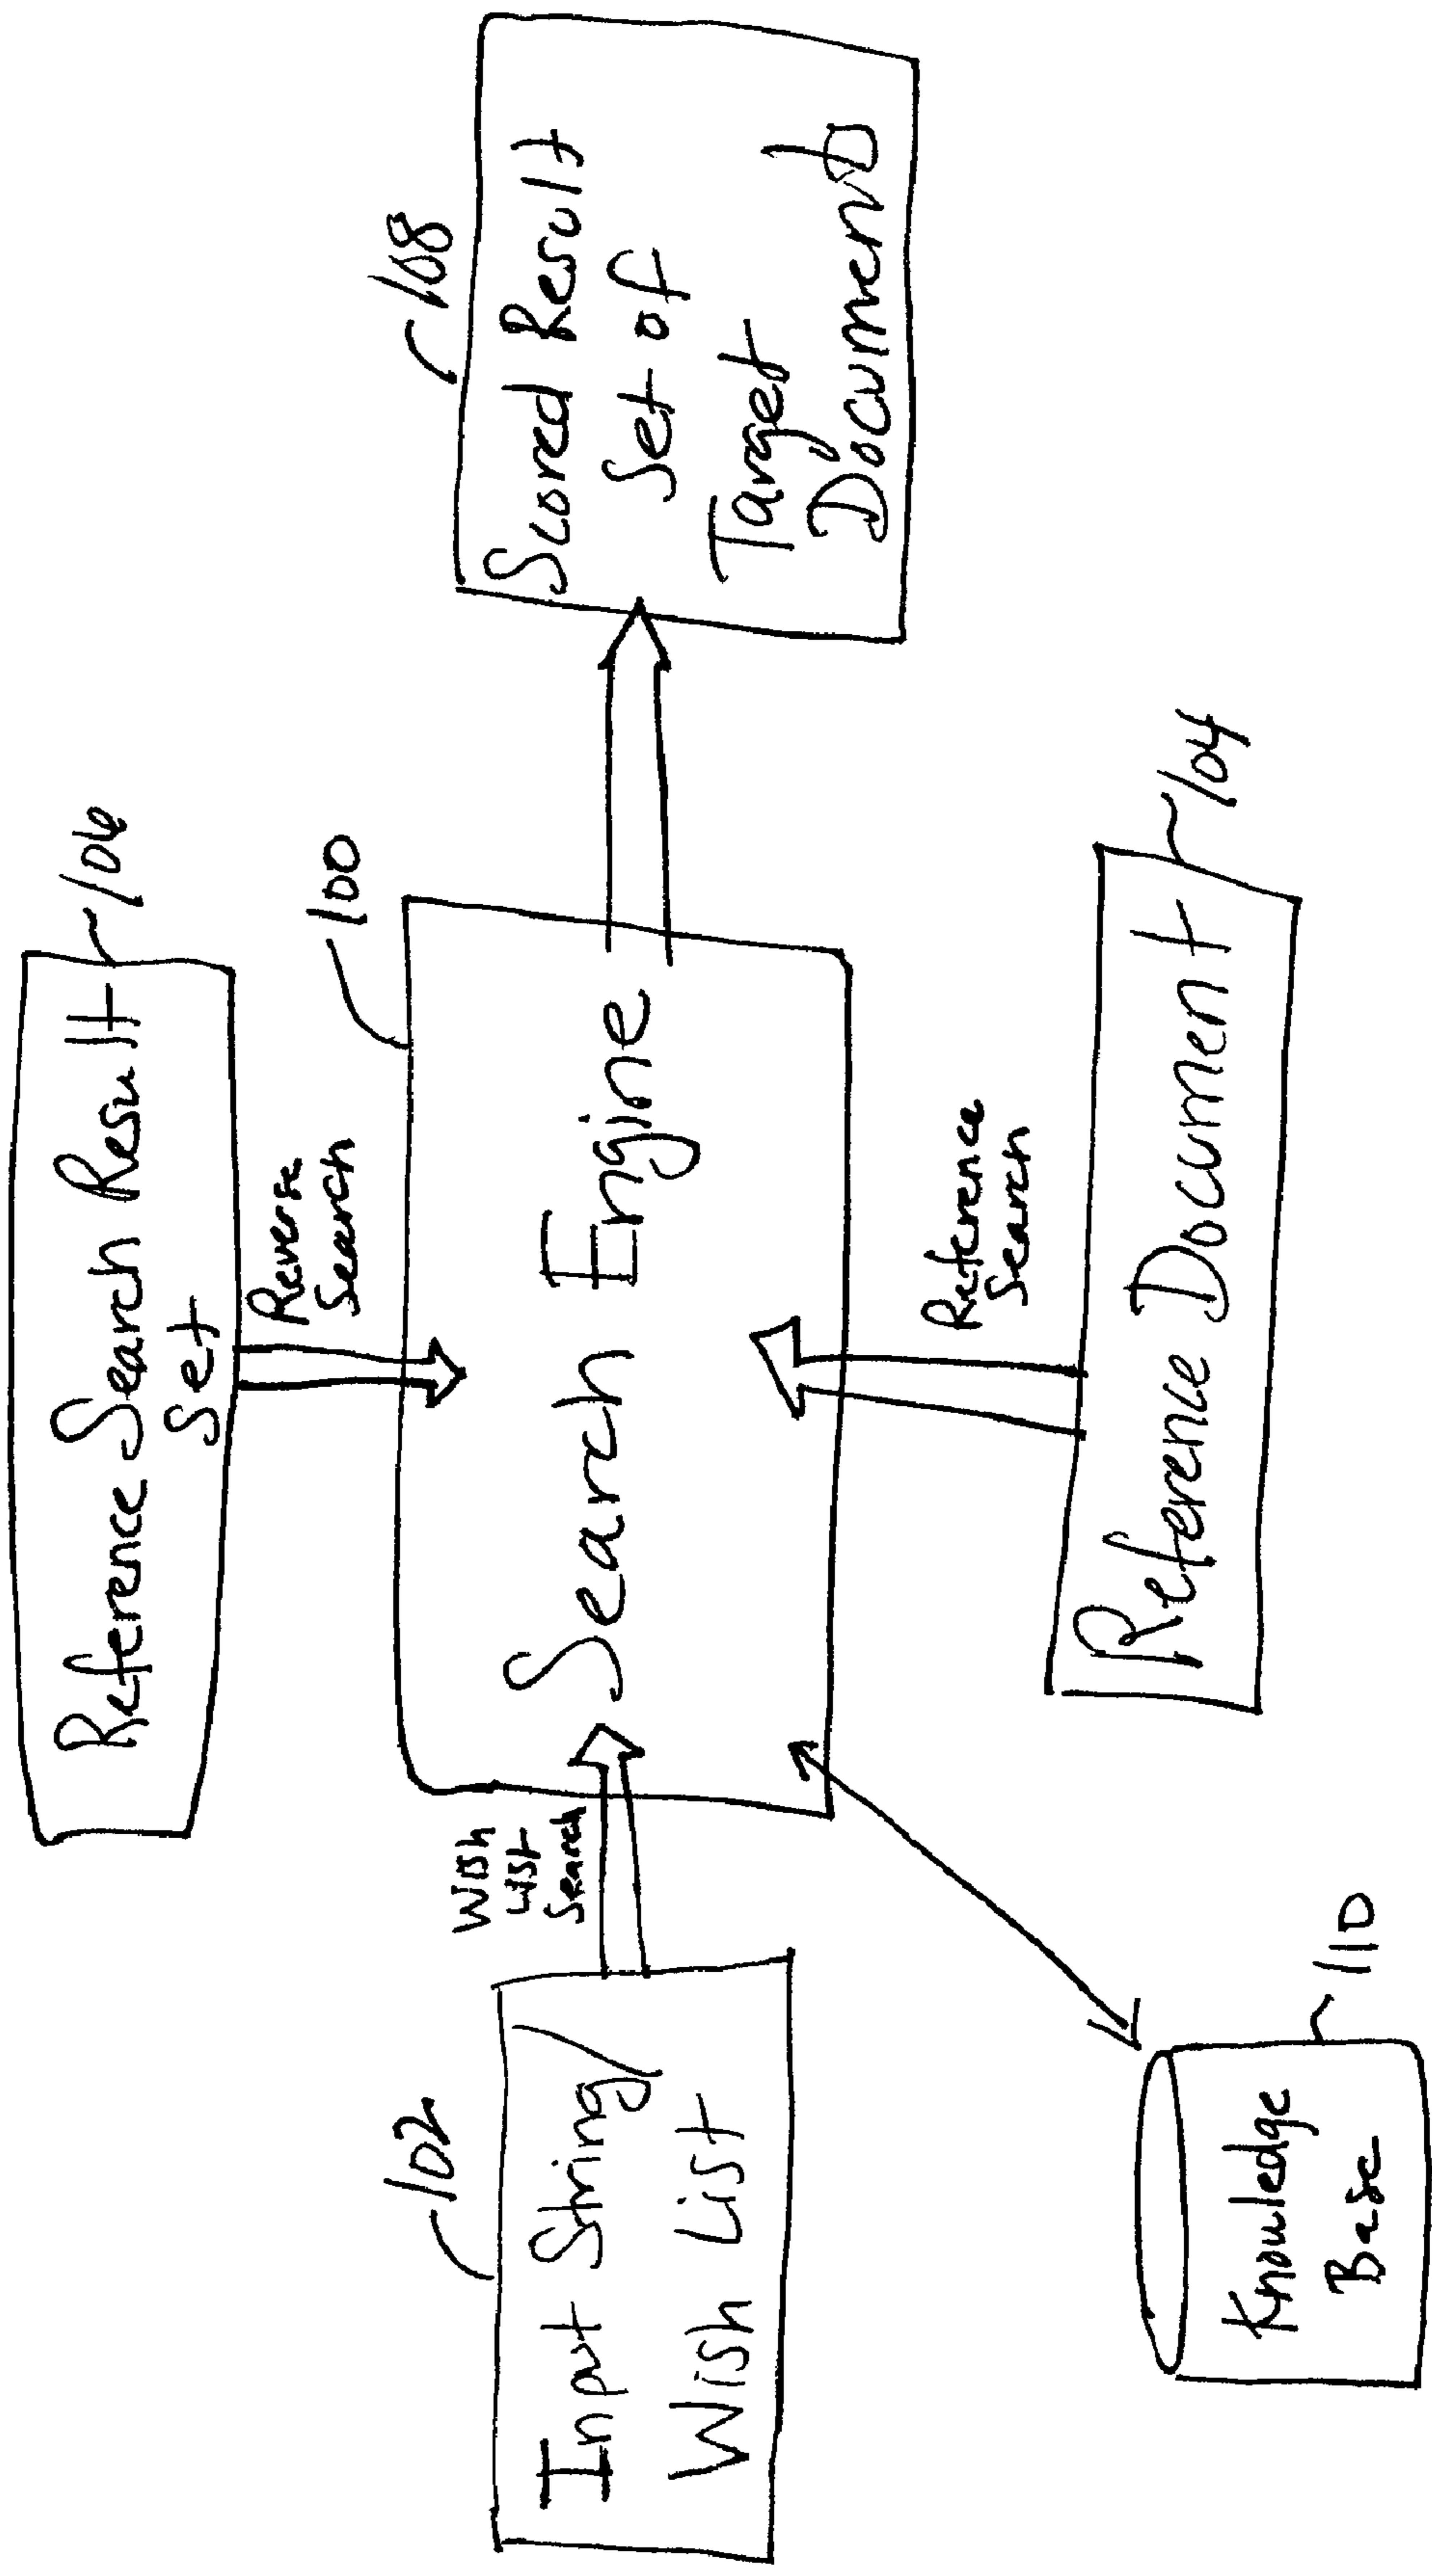 106
Reference Search Result
Set
Reverse
Search
100
108
Scored Result
Set of
Target
Documents
102
Input String/
Wish List
Wish
List
Search
Search Engine
Reference
Search
104
Reference Document
110
Knowledge
Base